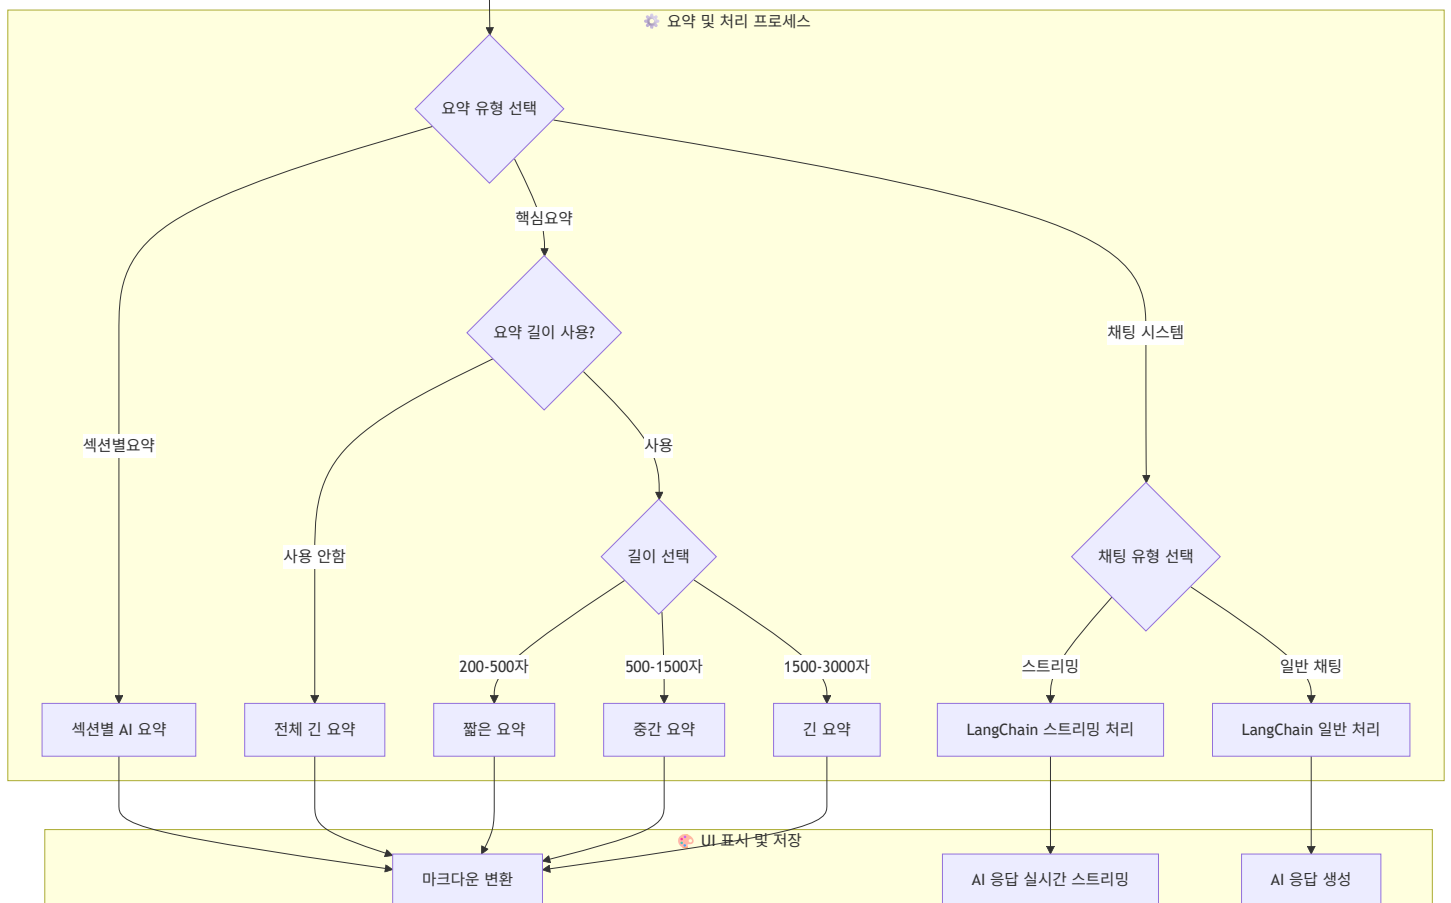 요약 및 처리 프로세스
요약 유형 선택
핵심요약
요약 길이 사용?
채팅 시스템
섹션별요약
사용
사용 안함
길이 선택
채팅 유형 선택
200-500자
500-1500자
1500-3000자
스트리밍
일반 채팅
섹션별 AI 요약
전체 긴 요약
짧은 요약
중간 요약
긴 요약
LangChain 스트리밍 처리
LangChain 일반 처리
UI 표시 및 저장
마크다운 변환
AI 응답 실시간 스트리밍
AI 응답 생성